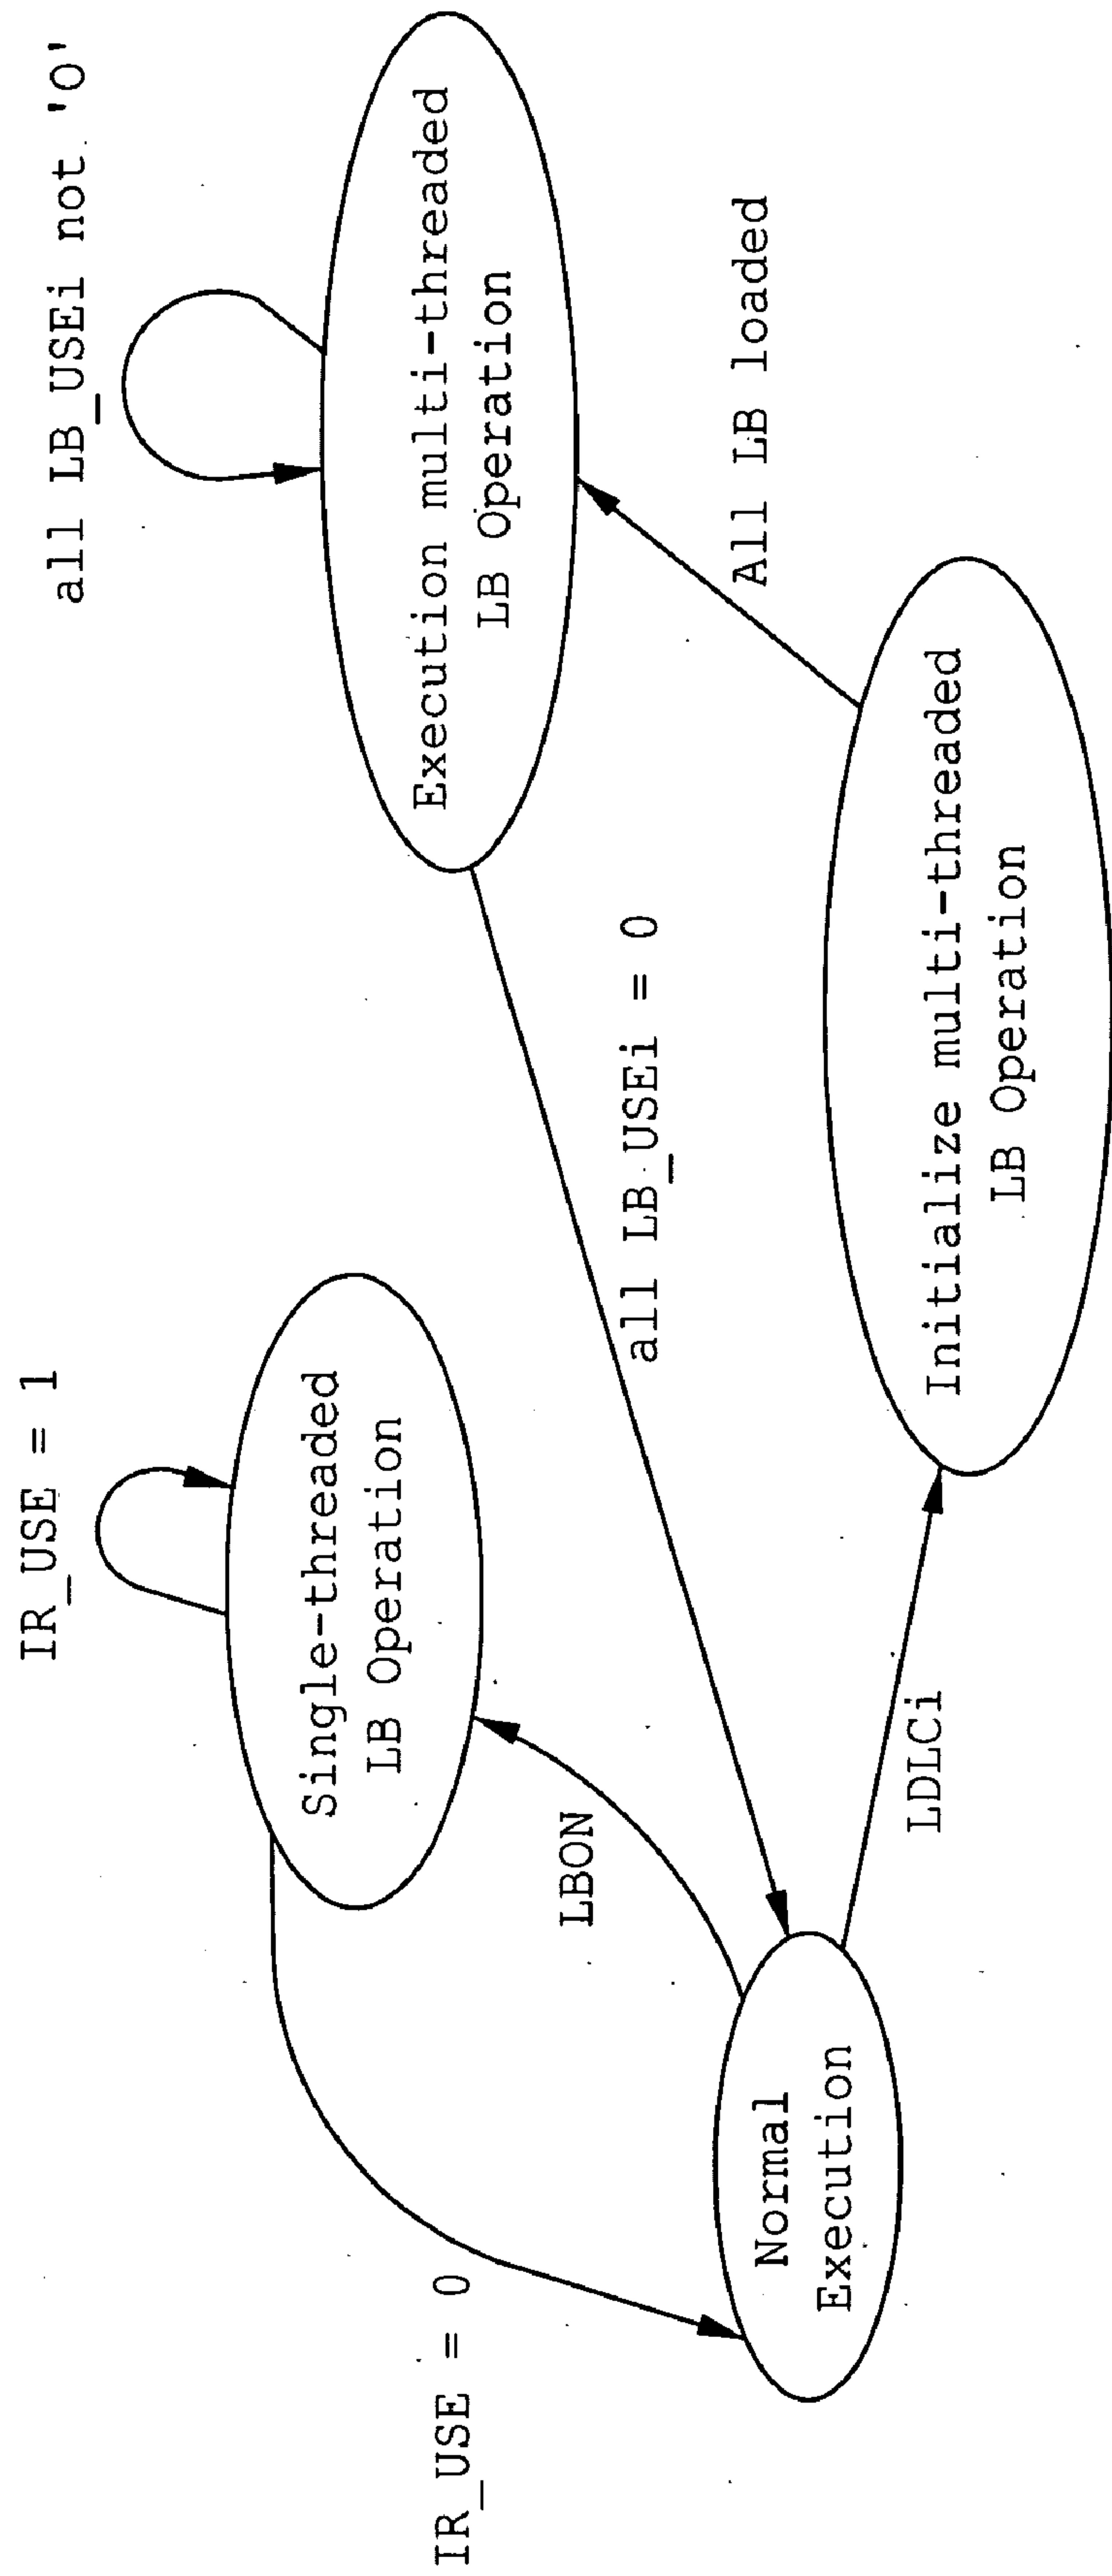 IR_USE = 1
all LB_USEi not '0'
Single-threaded
LB Operation
Execution multi-threaded
LB Operation
IR_USE = 0
LBON
all LB_USEi = 0
All LB loaded
Normal
Execution
LDLCi
Initialize multi-threaded
LB Operation